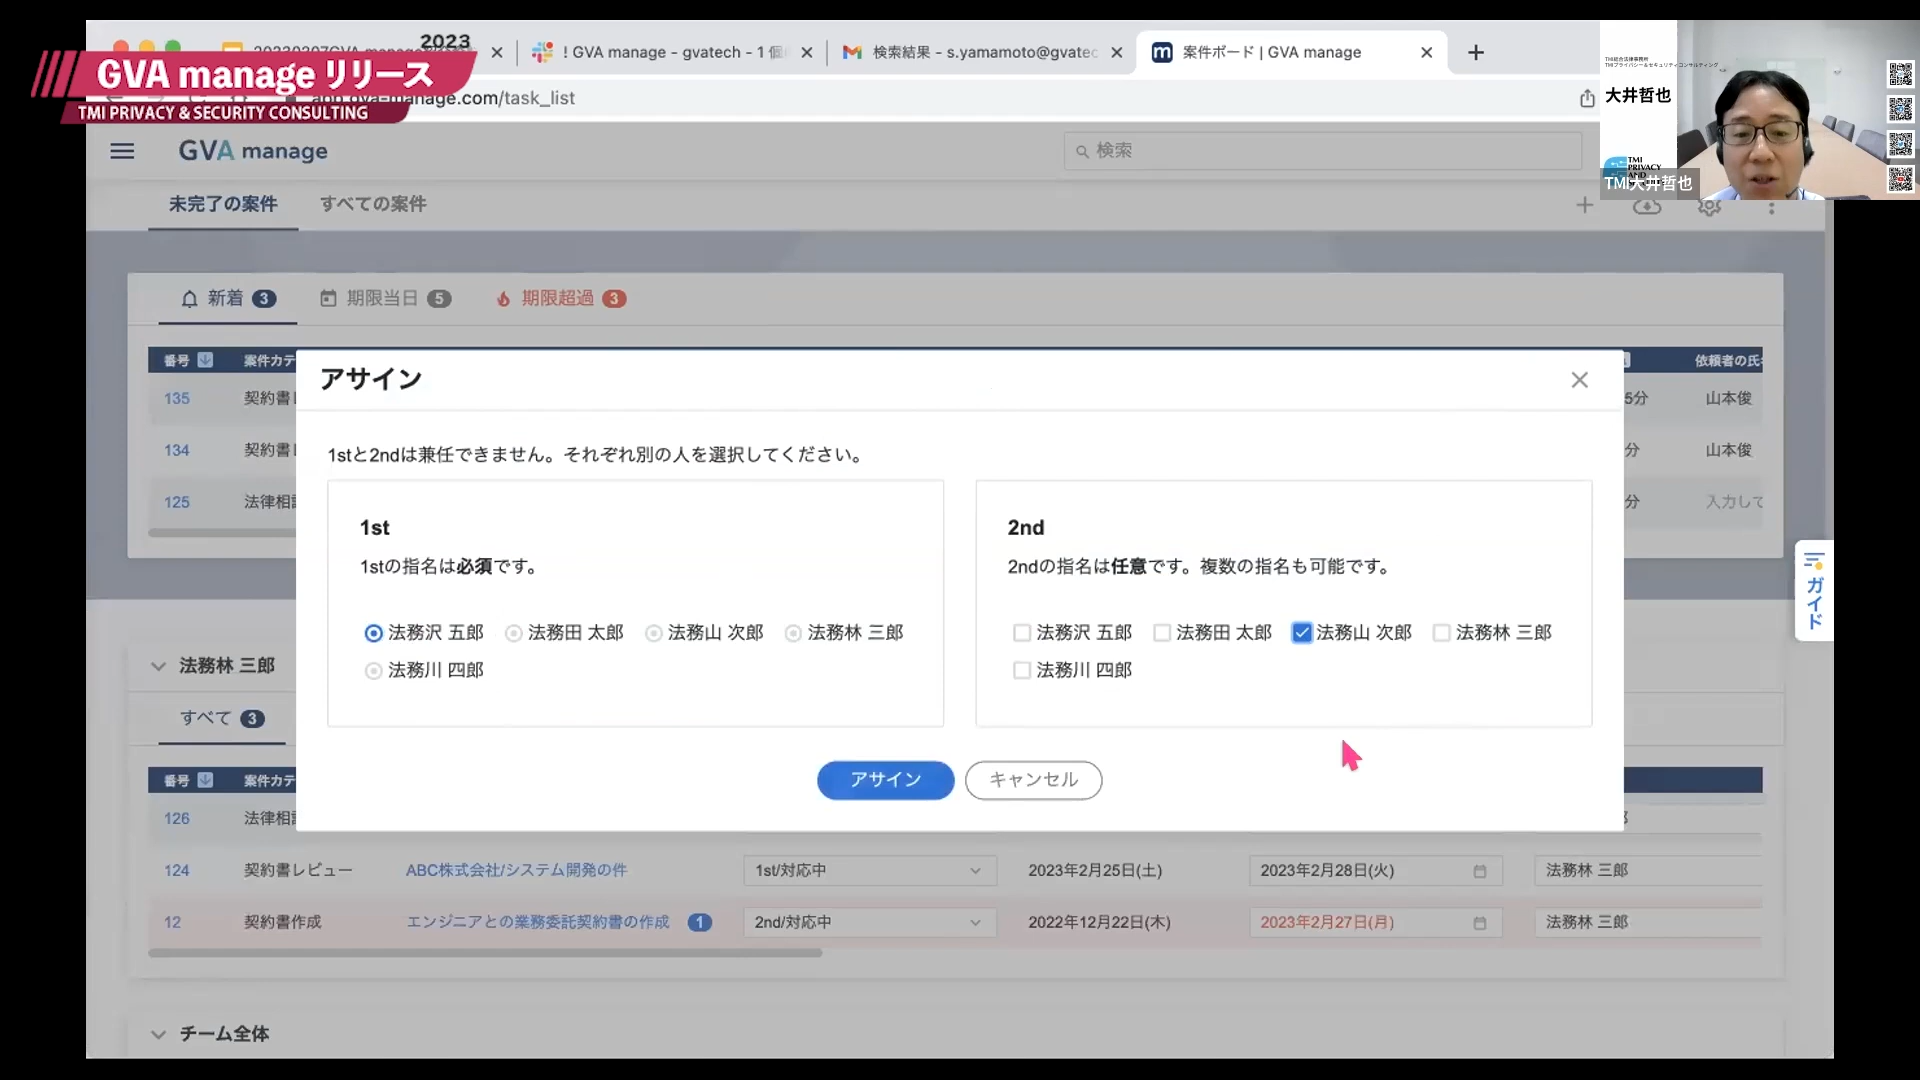 2023
GVA manage リリース
TMI PRIVACY & SECURITY CONSULTING
! GVA manage - gvatech - 1 個
検索結果 - s.yamamoto@gvatec
案件ボード | GVA manage
app.gva-manage.com/task_list
大井哲也
TMI PRIVACY AND
TMI大井哲也
GVA manage
検索
未完了の案件
すべての案件
新着 3
期限当日 5
期限超過 3
番号 案件カテ 依頼者の氏
135 契約書 5分 山本俊
134 契約書 分 山本俊
125 法律相 分 入力して
アサイン
1stと2ndは兼任できません。それぞれ別の人を選択してください。
1st
1stの指名は必須です。
法務沢 五郎 法務田 太郎 法務山 次郎 法務林 三郎
法務川 四郎
2nd
2ndの指名は任意です。複数の指名も可能です。
法務沢 五郎 法務田 太郎 法務山 次郎 法務林 三郎
法務川 四郎
アサイン
キャンセル
ガイド
法務林 三郎
すべて 3
番号 案件カテ
126 法律相
124 契約書レビュー ABC株式会社/システム開発の件 1st/対応中 2023年2月25日(土) 2023年2月28日(火) 法務林 三郎
12 契約書作成 エンジニアとの業務委託契約書の作成 1 2nd/対応中 2022年12月22日(木) 2023年2月27日(月) 法務林 三郎
チーム全体